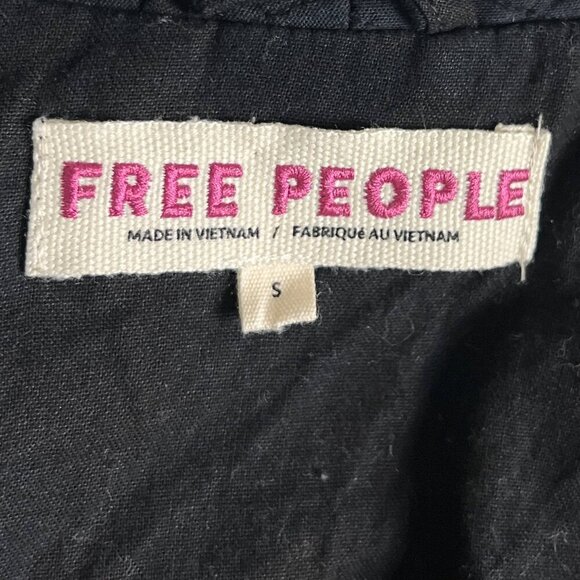 FREE PEOPLE
MADE IN VIETNAM / FABRIQUé AU VIETNAM
S